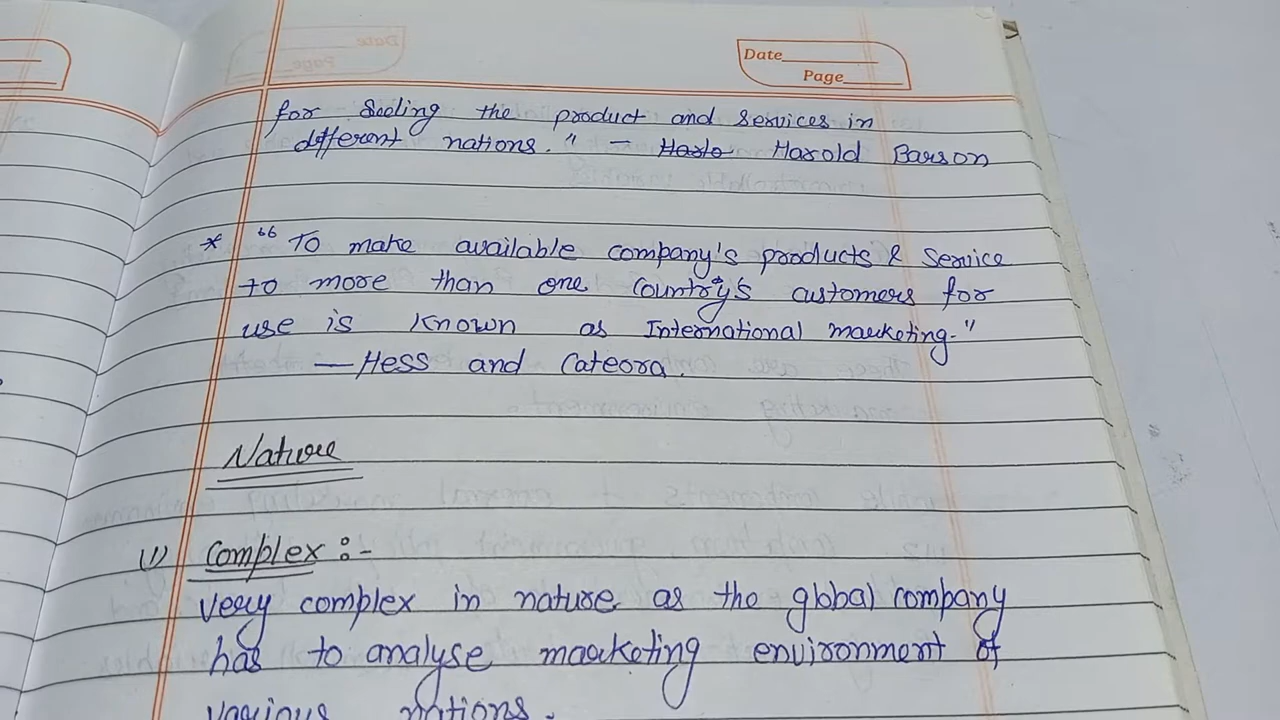 Date
Page
for Seeling the product and services in
different nations." - Harlo Harold Parson
* "To make available company's products & Service
to more than one Country's customers for
use is known as International marketing."
— Hess and Cateora.
Nature
(1) Complex :-
Very complex in nature as the global company
has to analyse marketing environment of
various nations.